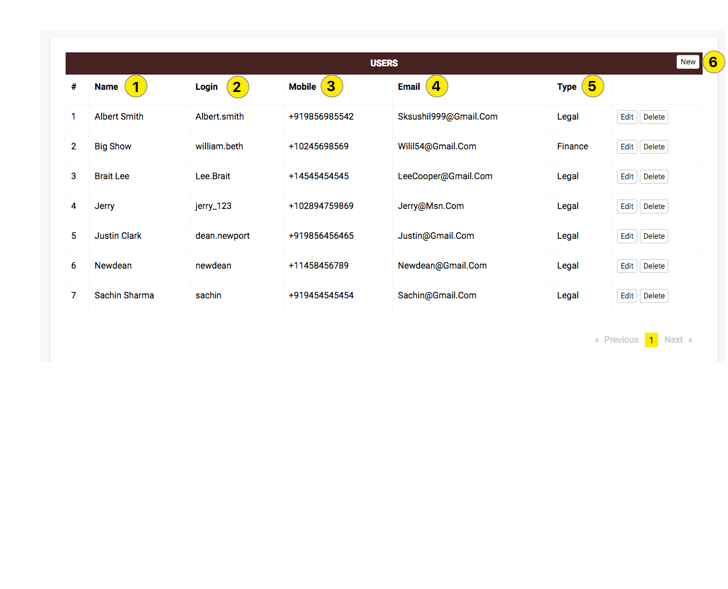 USERS New 6
# Name 1 Login 2 Mobile 3 Email 4 Type 5
1 Albert Smith Albert.smith +919856985542 Sksushil999@Gmail.Com Legal Edit Delete
2 Big Show william.beth +10245698569 Wilil54@Gmail.Com Finance Edit Delete
3 Brait Lee Lee.Brait +14545454545 LeeCooper@Gmail.Com Legal Edit Delete
4 Jerry jerry_123 +102894759869 Jerry@Msn.Com Legal Edit Delete
5 Justin Clark dean.newport +919856456465 Justin@Gmail.Com Legal Edit Delete
6 Newdean newdean +11458456789 Newdean@Gmail.Com Legal Edit Delete
7 Sachin Sharma sachin +919454545454 Sachin@Gmail.Com Legal Edit Delete
« Previous 1 Next »